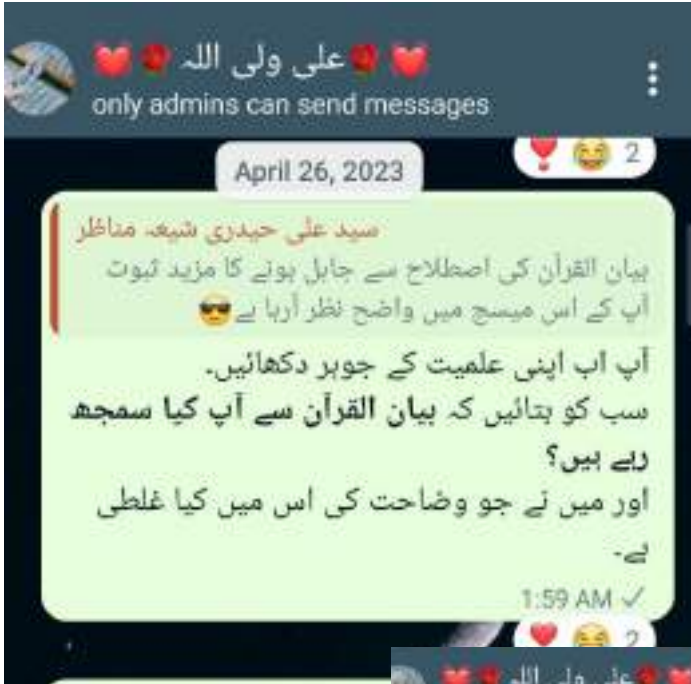 💓🌹علی ولی اللہ🌹💓
only admins can send messages
❣️😂 2
April 26, 2023
سید علی حیدری شیعہ مناظر
بیان القرآن کی اصطلاح سے جاہل ہونے کا مزید ثبوت
آپ کے اس میسج میں واضح نظر آرہا ہے😎
آپ اب اپنی علمیت کے جوہر دکھائیں۔
سب کو بتائیں کہ بیان القرآن سے آپ کیا سمجھ
رہے ہیں؟
اور میں نے جو وضاحت کی اس میں کیا غلطی
ہے۔
1:59 AM ✓
❤️😂 2
💓🌹علی ولی اللہ🌹💓